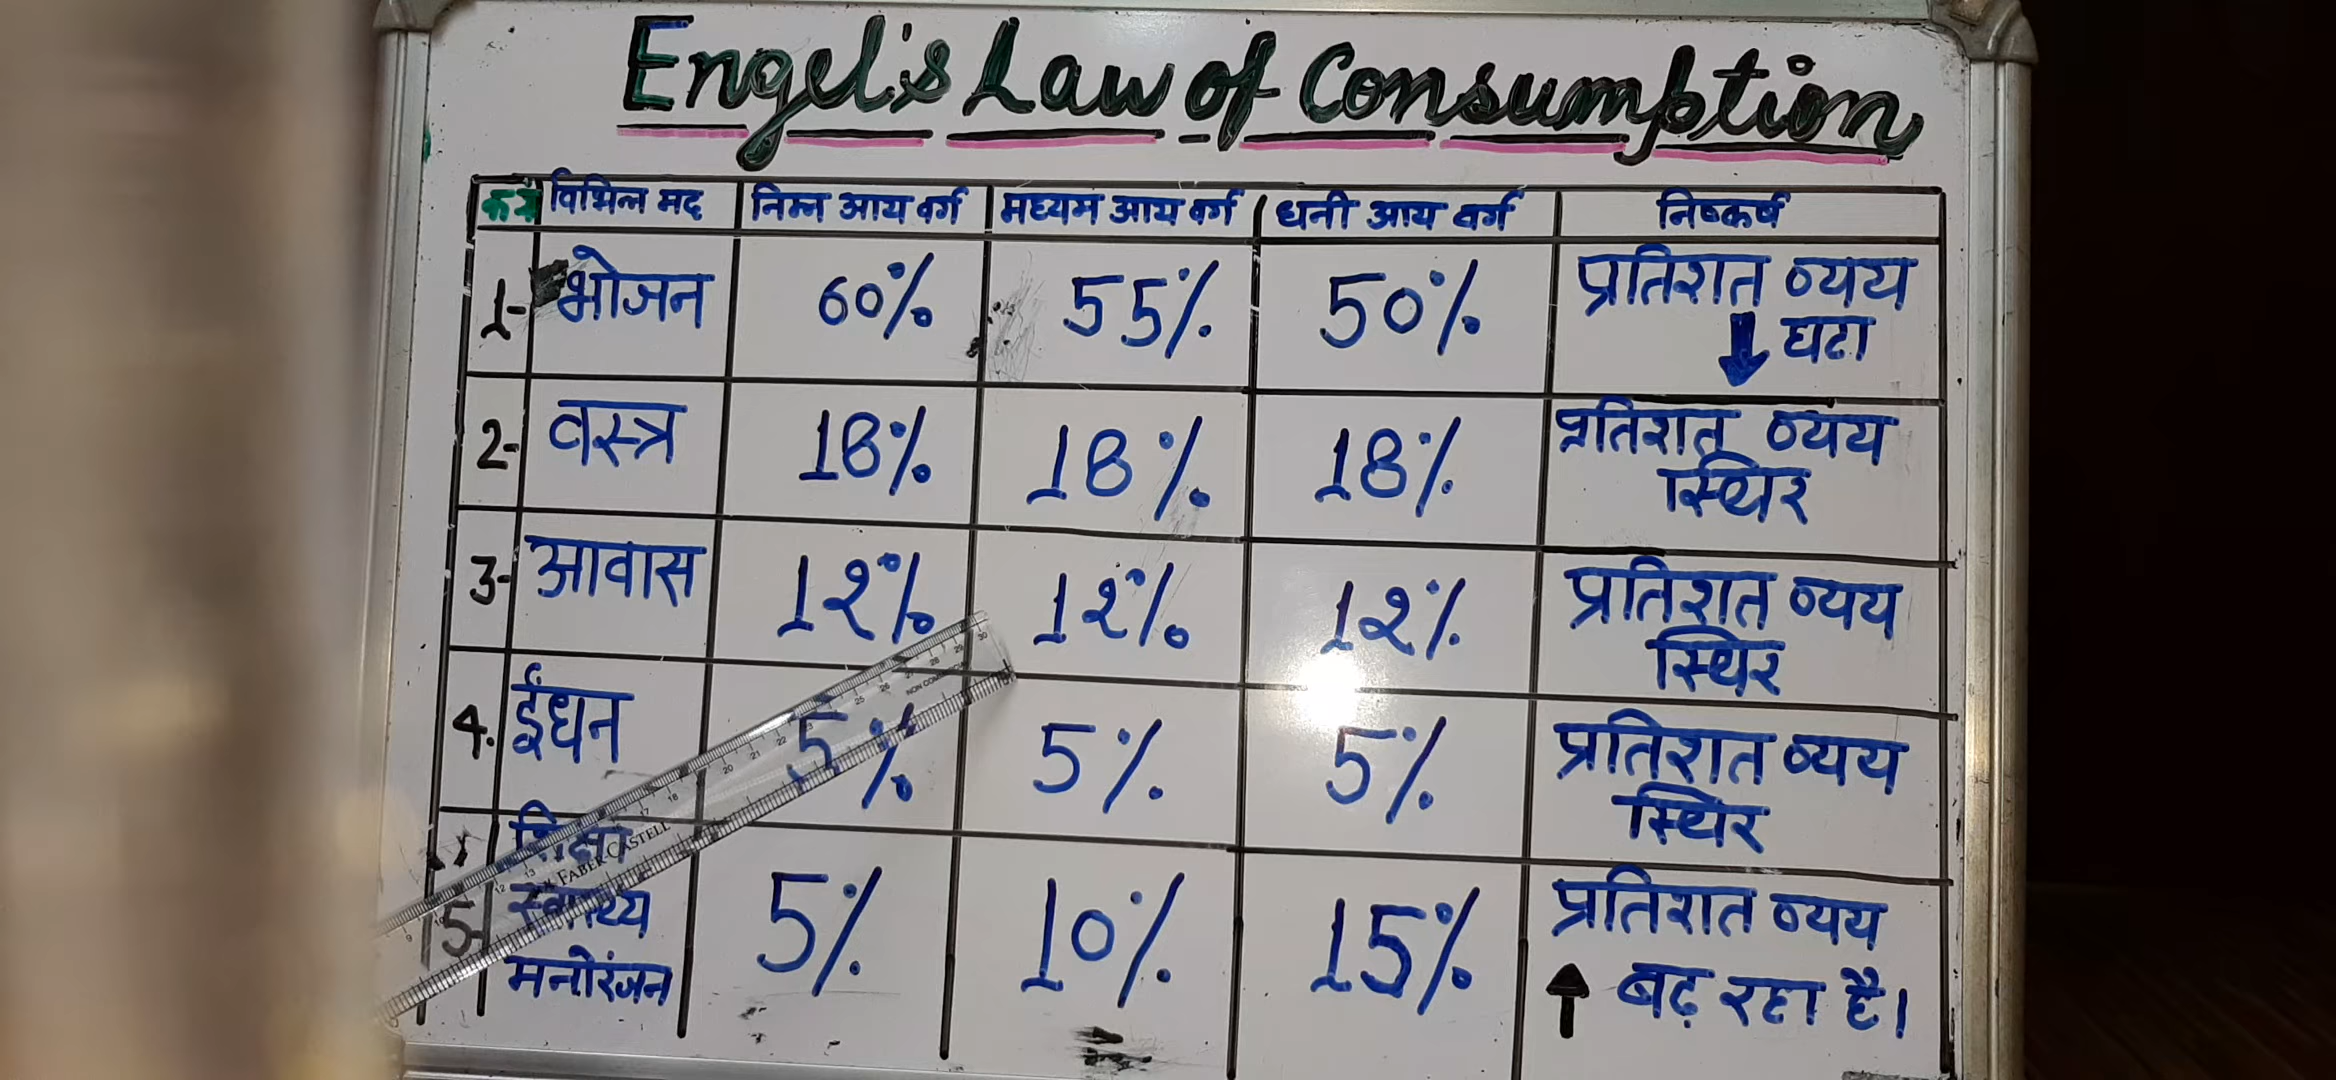 Engel's Law of Consumption
विभिन्न मद निम्न आय वर्ग मध्यम आय वर्ग धनी आय वर्ग निष्कर्ष
1- भोजन 60% 55% 50% प्रतिशत व्यय
घटा
2- वस्त्र 18% 18% 18% प्रतिशत व्यय
स्थिर
3- आवास 12% 12% 12% प्रतिशत व्यय
स्थिर
4. ईंधन 5% 5% 5% प्रतिशत व्यय
स्थिर
शिक्षा
5- स्वास्थ्य 5% 10% 15% प्रतिशत व्यय
मनोरंजन बढ़ रहा है।
FABER-CASTELL